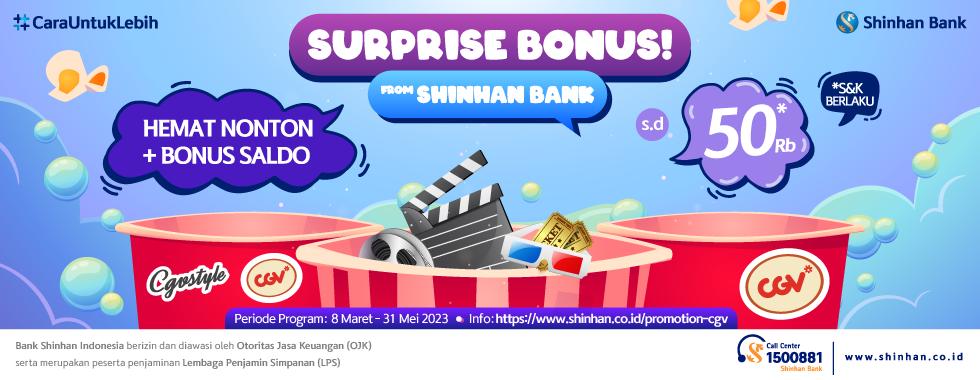 #CaraUntukLebih
Shinhan Bank
SURPRISE BONUS!
FROM SHINHAN BANK
HEMAT NONTON
+ BONUS SALDO
s.d
50*
Rb
*S&K
BERLAKU
TICKET
Cgvstyle
CGV*
CGV*
Periode Program: 8 Maret - 31 Mei 2023 • Info: https://www.shinhan.co.id/promotion-cgv
Bank Shinhan Indonesia berizin dan diawasi oleh Otoritas Jasa Keuangan (OJK)
serta merupakan peserta penjaminan Lembaga Penjamin Simpanan (LPS)
Call Center
1500881
Shinhan Bank
www.shinhan.co.id